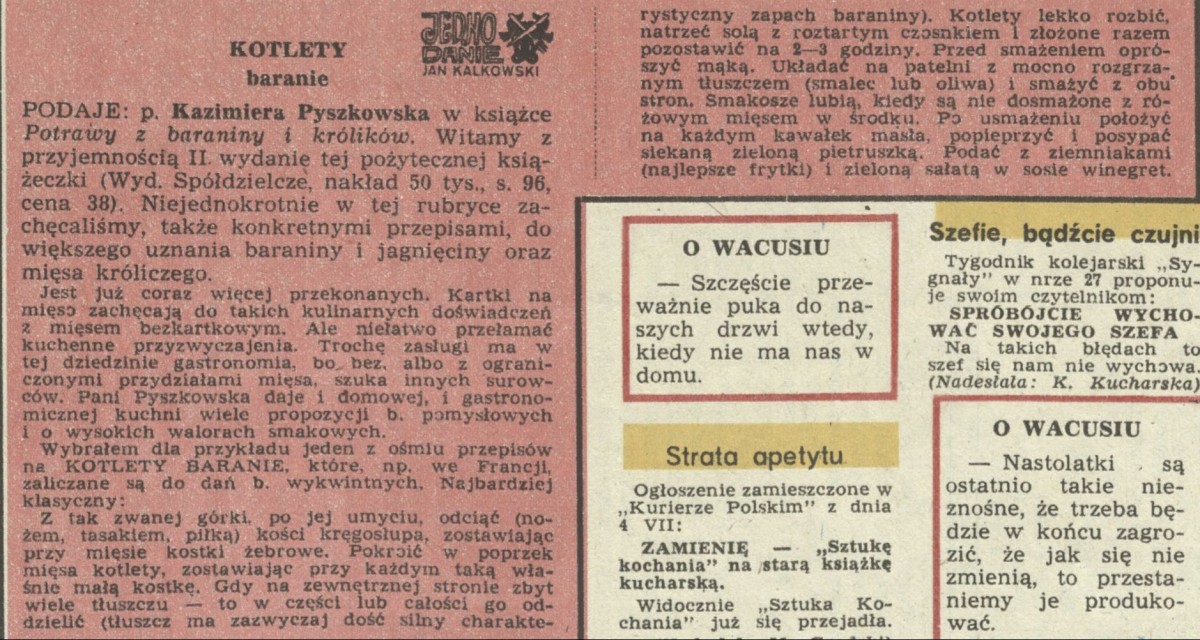 JEDNO
DANIE
JAN KALKOWSKI
KOTLETY
baranie
PODAJE: p. Kazimiera Pyszkowska w książce
Potrawy z baraniny i królików. Witamy z
przyjemnością II. wydanie tej pożytecznej ksią-
żeczki (Wyd. Spółdzielcze, nakład 50 tys., s. 96,
cena 38). Niejednokrotnie w tej rubryce za-
chęcaliśmy, także konkretnymi przepisami, do
większego uznania baraniny i jagnięciny oraz
mięsa króliczego.
Jest już coraz więcej przekonanych. Kartki na
mięso zachęcają do takich kulinarnych doświadczeń
z mięsem bezkartkowym. Ale niełatwo przełamać
kuchenne przyzwyczajenia. Trochę zasługi ma w
tej dziedzinie gastronomia, bo bez, albo z ograni-
czonymi przydziałami mięsa, szuka innych surow-
ców. Pani Pyszkowska daje i domowej, i gastrono-
micznej kuchni wiele propozycji b. pomysłowych
i o wysokich walorach smakowych.
Wybrałem dla przykładu jeden z ośmiu przepisów
na KOTLETY BARANIE, które, np. we Francji,
zaliczane są do dań b. wykwintnych. Najbardziej
klasyczny:
Z tak zwanej górki, po jej umyciu, odciąć (no-
żem, tasakiem, piłką) kości kręgosłupa, zostawiając
przy mięsie kostki żebrowe. Pokroić w poprzek
mięsa kotlety, zostawiając przy każdym taką wła-
śnie małą kostkę. Gdy na zewnętrznej stronie zbyt
wiele tłuszczu — to w części lub całości go od-
dzielić (tłuszcz ma zazwyczaj dość silny charakte-
rystyczny zapach baraniny). Kotlety lekko rozbić,
natrzeć solą z roztartym czosnkiem i złożone razem
pozostawić na 2—3 godziny. Przed smażeniem opró-
szyć mąką. Układać na patelni z mocno rozgrza-
nym tłuszczem (smalec lub oliwa) i smażyć z obu
stron. Smakosze lubią, kiedy są nie dosmażone z ró-
żowym mięsem w środku. Po usmażeniu położyć
na każdym kawałek masła, popieprzyć i posypać
siekaną zieloną pietruszką. Podać z ziemniakami
(najlepsze frytki) i zieloną sałatą w sosie winegret.
O WACUSIU
— Szczęście prze-
ważnie puka do na-
szych drzwi wtedy,
kiedy nie ma nas w
domu.
Strata apetytu
Ogłoszenie zamieszczone w
„Kurierze Polskim” z dnia
4 VII:
ZAMIENIĘ — „Sztukę
kochania” na starą książkę
kucharską.
Widocznie „Sztuka Ko-
chania” już się przejadła.
Szefie, bądźcie czujni
Tygodnik kolejarski „Sy-
gnały” w nrze 27 proponu-
je swoim czytelnikom:
SPRÓBÓJCIE WYCHO-
WAĆ SWOJEGO SZEFA
Na takich błędach to
szef się nam nie wychowa.
(Nadesłała: K. Kucharska)
O WACUSIU
— Nastolatki są
ostatnio takie nie-
znośne, że trzeba bę-
dzie w końcu zagro-
zić, że jak się nie
zmienią, to przesta-
niemy je produko-
wać.